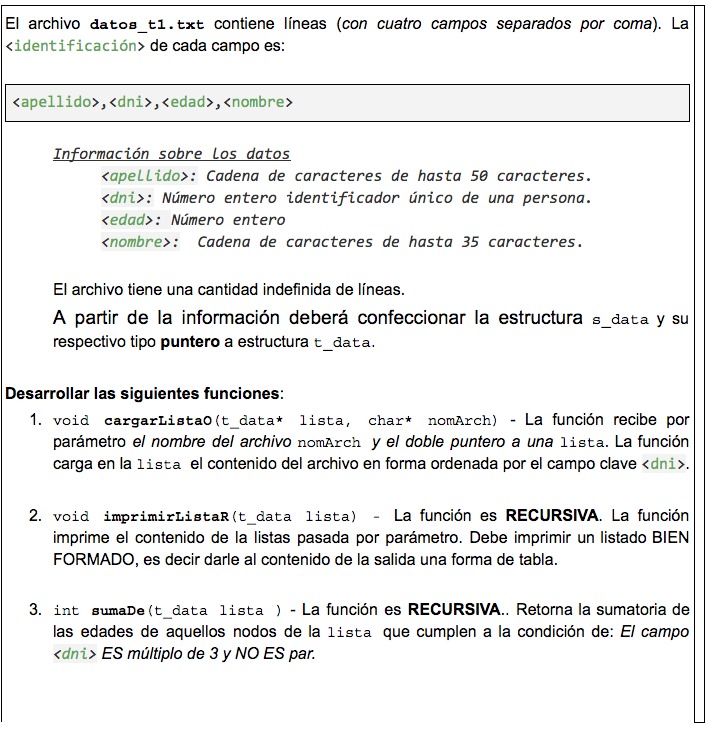 El archivo datos_t1.txt contiene líneas (con cuatro campos separados por coma). La
<identificación> de cada campo es:
<apellido>,<dni>,<edad>,<nombre>
Información sobre los datos
<apellido>: Cadena de caracteres de hasta 50 caracteres.
<dni>: Número entero identificador único de una persona.
<edad>: Número entero
<nombre>: Cadena de caracteres de hasta 35 caracteres.
El archivo tiene una cantidad indefinida de líneas.
A partir de la información deberá confeccionar la estructura s_data y su
respectivo tipo puntero a estructura t_data.
Desarrollar las siguientes funciones:
1. void cargarListaO(t_data* lista, char* nomArch) - La función recibe por
parámetro el nombre del archivo nomArch y el doble puntero a una lista. La función
carga en la lista el contenido del archivo en forma ordenada por el campo clave <dni>.
2. void imprimirListaR(t_data lista) - La función es RECURSIVA. La función
imprime el contenido de la listas pasada por parámetro. Debe imprimir un listado BIEN
FORMADO, es decir darle al contenido de la salida una forma de tabla.
3. int sumaDe(t_data lista ) - La función es RECURSIVA.. Retorna la sumatoria de
las edades de aquellos nodos de la lista que cumplen a la condición de: El campo
<dni> ES múltiplo de 3 y NO ES par.